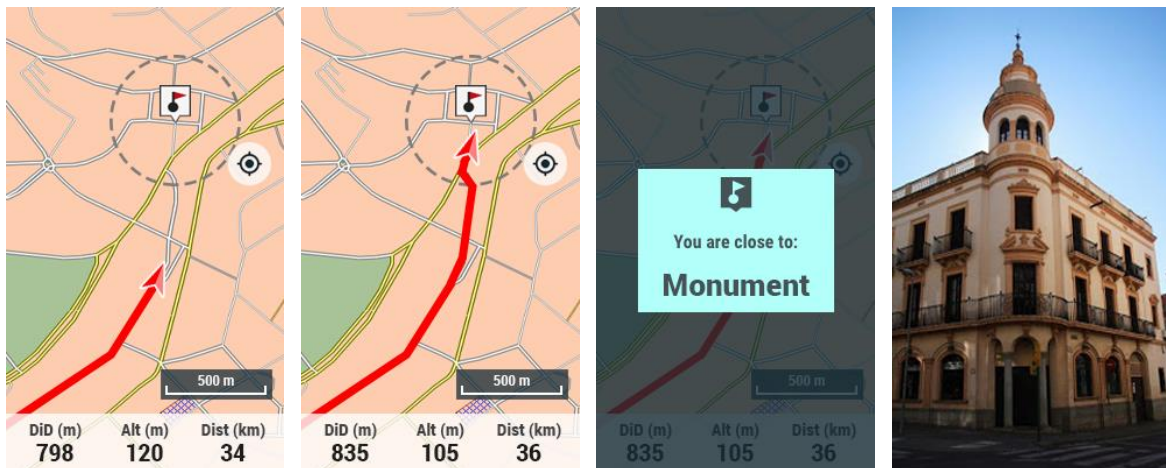 500 m
DiD (m) Alt (m) Dist (km)
798 120 34
500 m
DiD (m) Alt (m) Dist (km)
835 105 36
You are close to:
Monument
500 m
DiD (m) Alt (m) Dist (km)
835 105 36